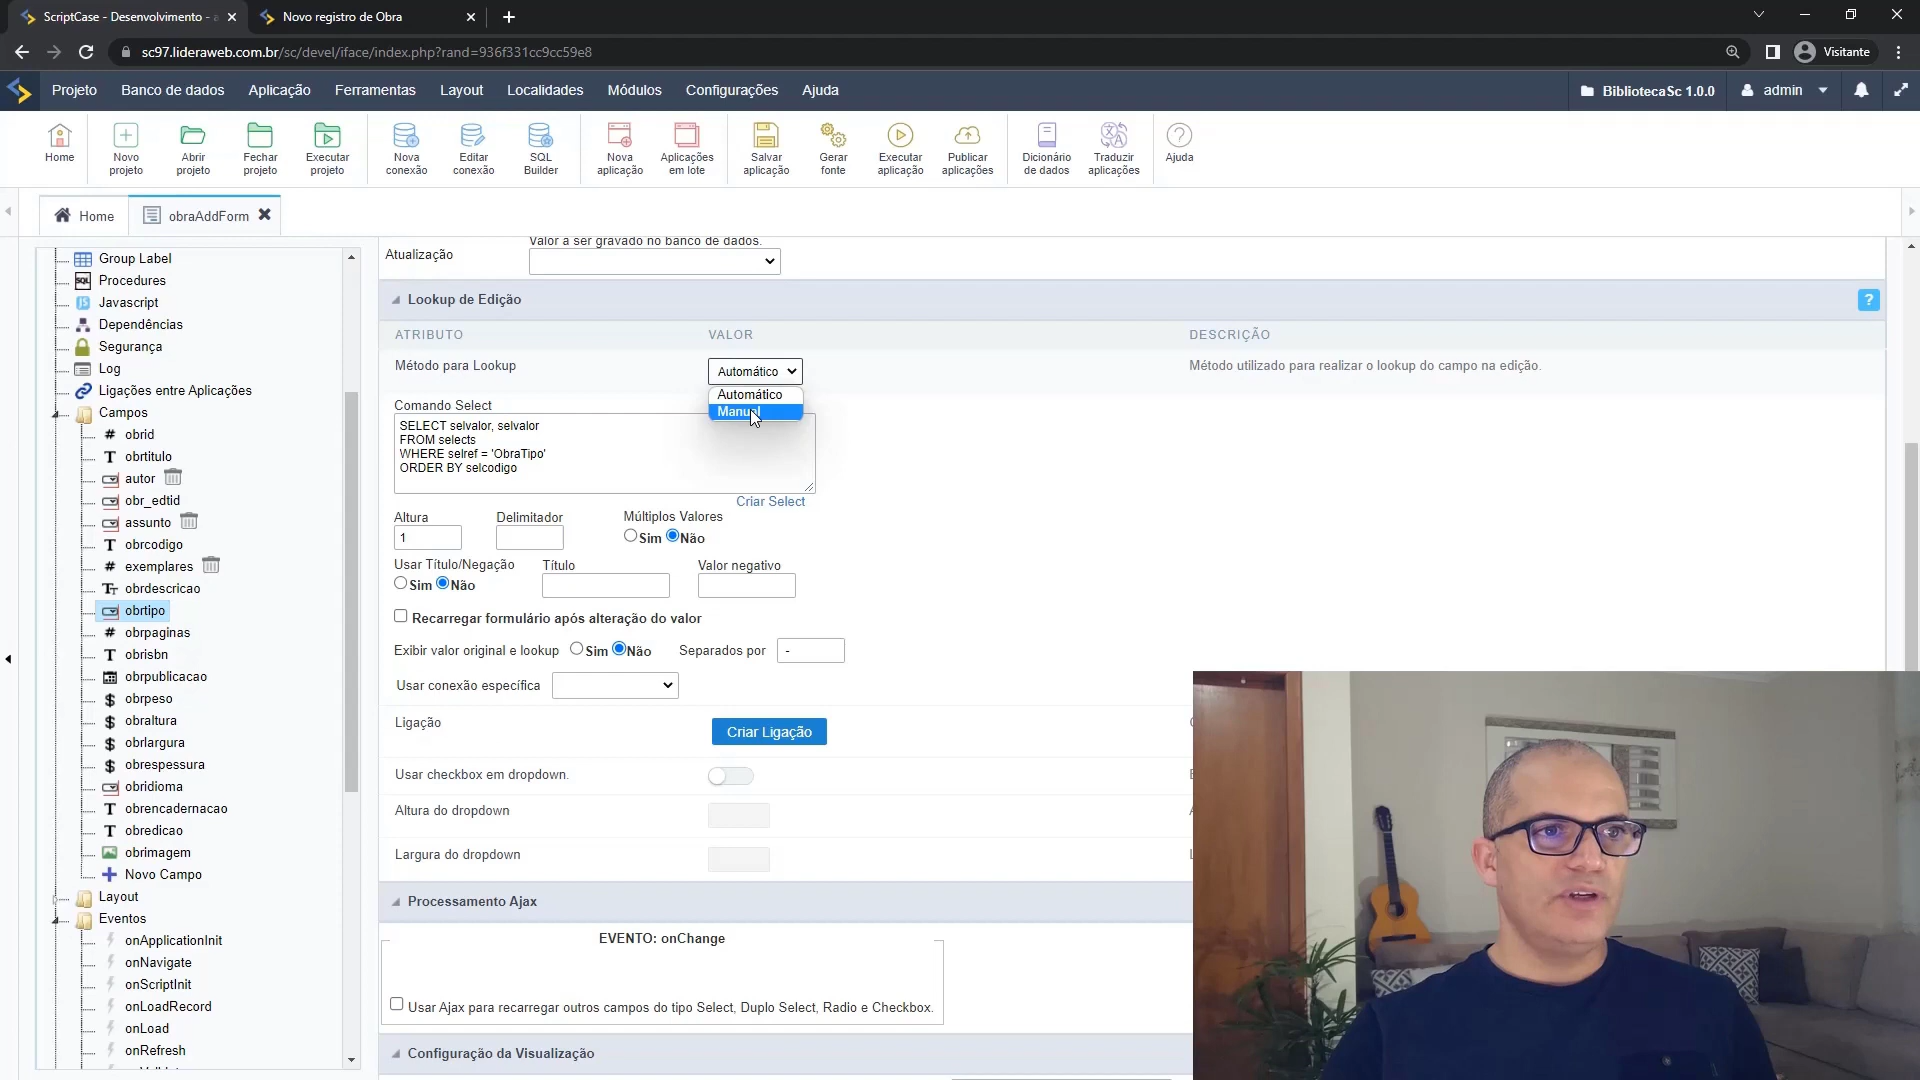 ScriptCase - Desenvolvimento - a
Novo registro de Obra
sc97.lideraweb.com.br/sc/devel/iface/index.php?rand=936f331cc9cc59e8
Visitante
Projeto
Banco de dados
Aplicação
Ferramentas
Layout
Localidades
Módulos
Configurações
Ajuda
BibliotecaSc 1.0.0
admin
Home
Novo projeto
Abrir projeto
Fechar projeto
Executar projeto
Nova conexão
Editar conexão
SQL Builder
Nova aplicação
Aplicações em lote
Salvar aplicação
Gerar fonte
Executar aplicação
Publicar aplicações
Dicionário de dados
Traduzir aplicações
Ajuda
Home
obraAddForm
Group Label
Procedures
Javascript
Dependências
Segurança
Log
Ligações entre Aplicações
Campos
obrid
obrtitulo
autor
obr_edtid
assunto
obrcodigo
exemplares
obrdescricao
obrtipo
obrpaginas
obrisbn
obrpublicacao
obrpeso
obraltura
obrlargura
obrespessura
obridioma
obrencadernacao
obredicao
obrimagem
Novo Campo
Layout
Eventos
onApplicationInit
onNavigate
onScriptInit
onLoadRecord
onLoad
onRefresh
Valor a ser gravado no banco de dados.
Atualização
Lookup de Edição
?
ATRIBUTO
VALOR
DESCRIÇÃO
Método para Lookup
Automático
Método utilizado para realizar o lookup do campo na edição.
Automático
Manual
Comando Select
SELECT selvalor, selvalor
FROM selects
WHERE selref = 'ObraTipo'
ORDER BY selcodigo
Criar Select
Altura
Delimitador
Múltiplos Valores
1
Sim Não
Usar Título/Negação
Título
Valor negativo
Sim Não
Recarregar formulário após alteração do valor
Exibir valor original e lookup Sim Não Separados por -
Usar conexão específica
Ligação
Criar Ligação
Usar checkbox em dropdown.
Altura do dropdown
Largura do dropdown
Processamento Ajax
EVENTO: onChange
Usar Ajax para recarregar outros campos do tipo Select, Duplo Select, Radio e Checkbox.
Configuração da Visualização